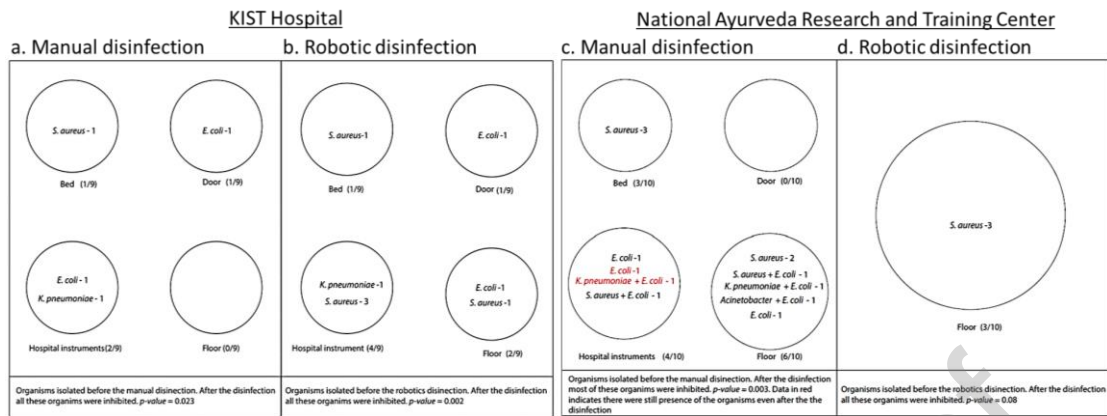 KIST Hospital
National Ayurveda Research and Training Center
a. Manual disinfection
b. Robotic disinfection
c. Manual disinfection
d. Robotic disinfection
S. aureus - 1
Bed (1/9)
E. coli -1
Door (1/9)
E. coli - 1
K. pneumoniae - 1
Hospital instruments(2/9)
Floor (0/9)
Organisms isolated before the manual disinection. After the disinfection
all these organims were inhibited. p-value = 0.023
S. aureus-1
Bed (1/9)
E. coli-1
Door (1/9)
K. pneumoniae -1
S. aureus - 3
Hospital instrument (4/9)
E. coli -1
S. aureus -1
Floor (2/9)
Organisms isolated before the robotics disinection. After the disinfection
all these organims were inhibited. p-value = 0.002
S. aureus -3
Bed (3/10)
Door (0/10)
E. coli-1
E. coli-1
K. pneumoniae + E. coli - 1
S. aureus + E. coli - 1
Hospital instruments (4/10)
S. aureus - 2
S. aureus + E. coli - 1
K. pneumoniae + E. coli - 1
Acinetobacter + E. coli - 1
E. coli - 1
Floor (6/10)
Organisms isolated before the manual disinection. After the disinfection
most of these organims were inhibited. p-value = 0.003. Data in red
indicates there were still presence of the organisms even after the the
disinfection
S. aureus -3
Floor (3/10)
Organisms isolated before the robotics disinection. After the disinfection
all these organims were inhibited. p-value = 0.08
f